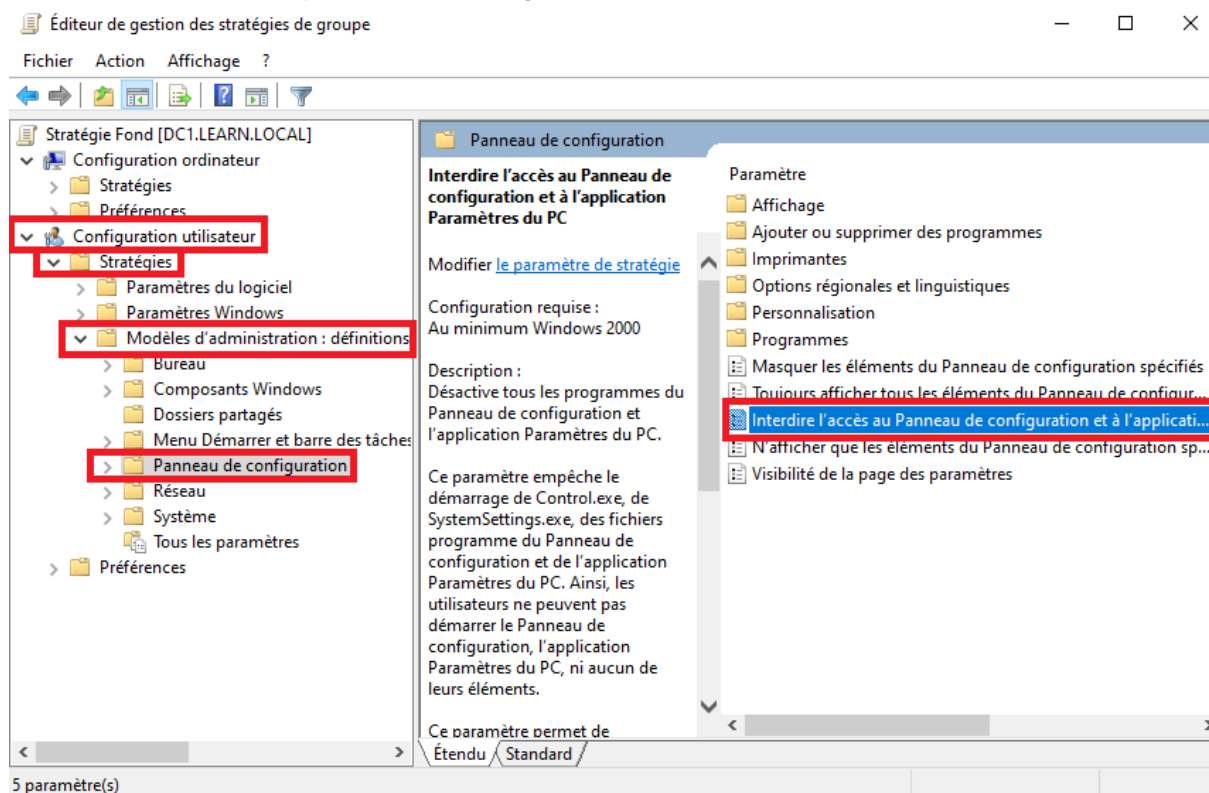 Éditeur de gestion des stratégies de groupe
Fichier Action Affichage ?
Stratégie Fond [DC1.LEARN.LOCAL]
Configuration ordinateur
Stratégies
Préférences
Configuration utilisateur
Stratégies
Paramètres du logiciel
Paramètres Windows
Modèles d'administration : définitions
Bureau
Composants Windows
Dossiers partagés
Menu Démarrer et barre des tâches
Panneau de configuration
Réseau
Système
Tous les paramètres
Préférences
Panneau de configuration
Interdire l'accès au Panneau de
configuration et à l'application
Paramètres du PC
Modifier le paramètre de stratégie
Configuration requise :
Au minimum Windows 2000
Description :
Désactive tous les programmes du
Panneau de configuration et
l'application Paramètres du PC.
Ce paramètre empêche le
démarrage de Control.exe, de
SystemSettings.exe, des fichiers
programme du Panneau de
configuration et de l'application
Paramètres du PC. Ainsi, les
utilisateurs ne peuvent pas
démarrer le Panneau de
configuration, l'application
Paramètres du PC, ni aucun de
leurs éléments.
Ce paramètre permet de
Paramètre
Affichage
Ajouter ou supprimer des programmes
Imprimantes
Options régionales et linguistiques
Personnalisation
Programmes
Masquer les éléments du Panneau de configuration spécifiés
Toujours afficher tous les éléments du Panneau de configur...
Interdire l'accès au Panneau de configuration et à l'applicati...
N'afficher que les éléments du Panneau de configuration sp...
Visibilité de la page des paramètres
Étendu Standard
5 paramètre(s)